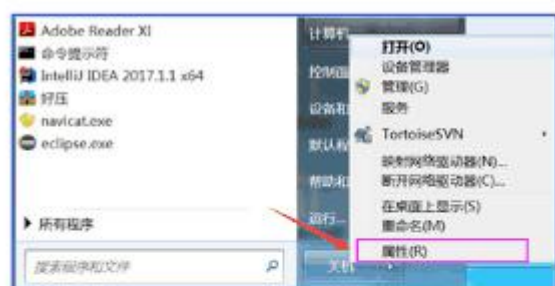 Adobe Reader XI
命令提示符
IntelliJ IDEA 2017.1.1 x64
好压
navicat.exe
eclipse.exe
所有程序
搜索程序和文件
计算机
控制面
设备和
默认程
帮助和
运行...
关机
打开(O)
设备管理器
管理(G)
服务
TortoiseSVN
映射网络驱动器(N)...
断开网络驱动器(C)...
在桌面上显示(S)
重命名(M)
属性(R)